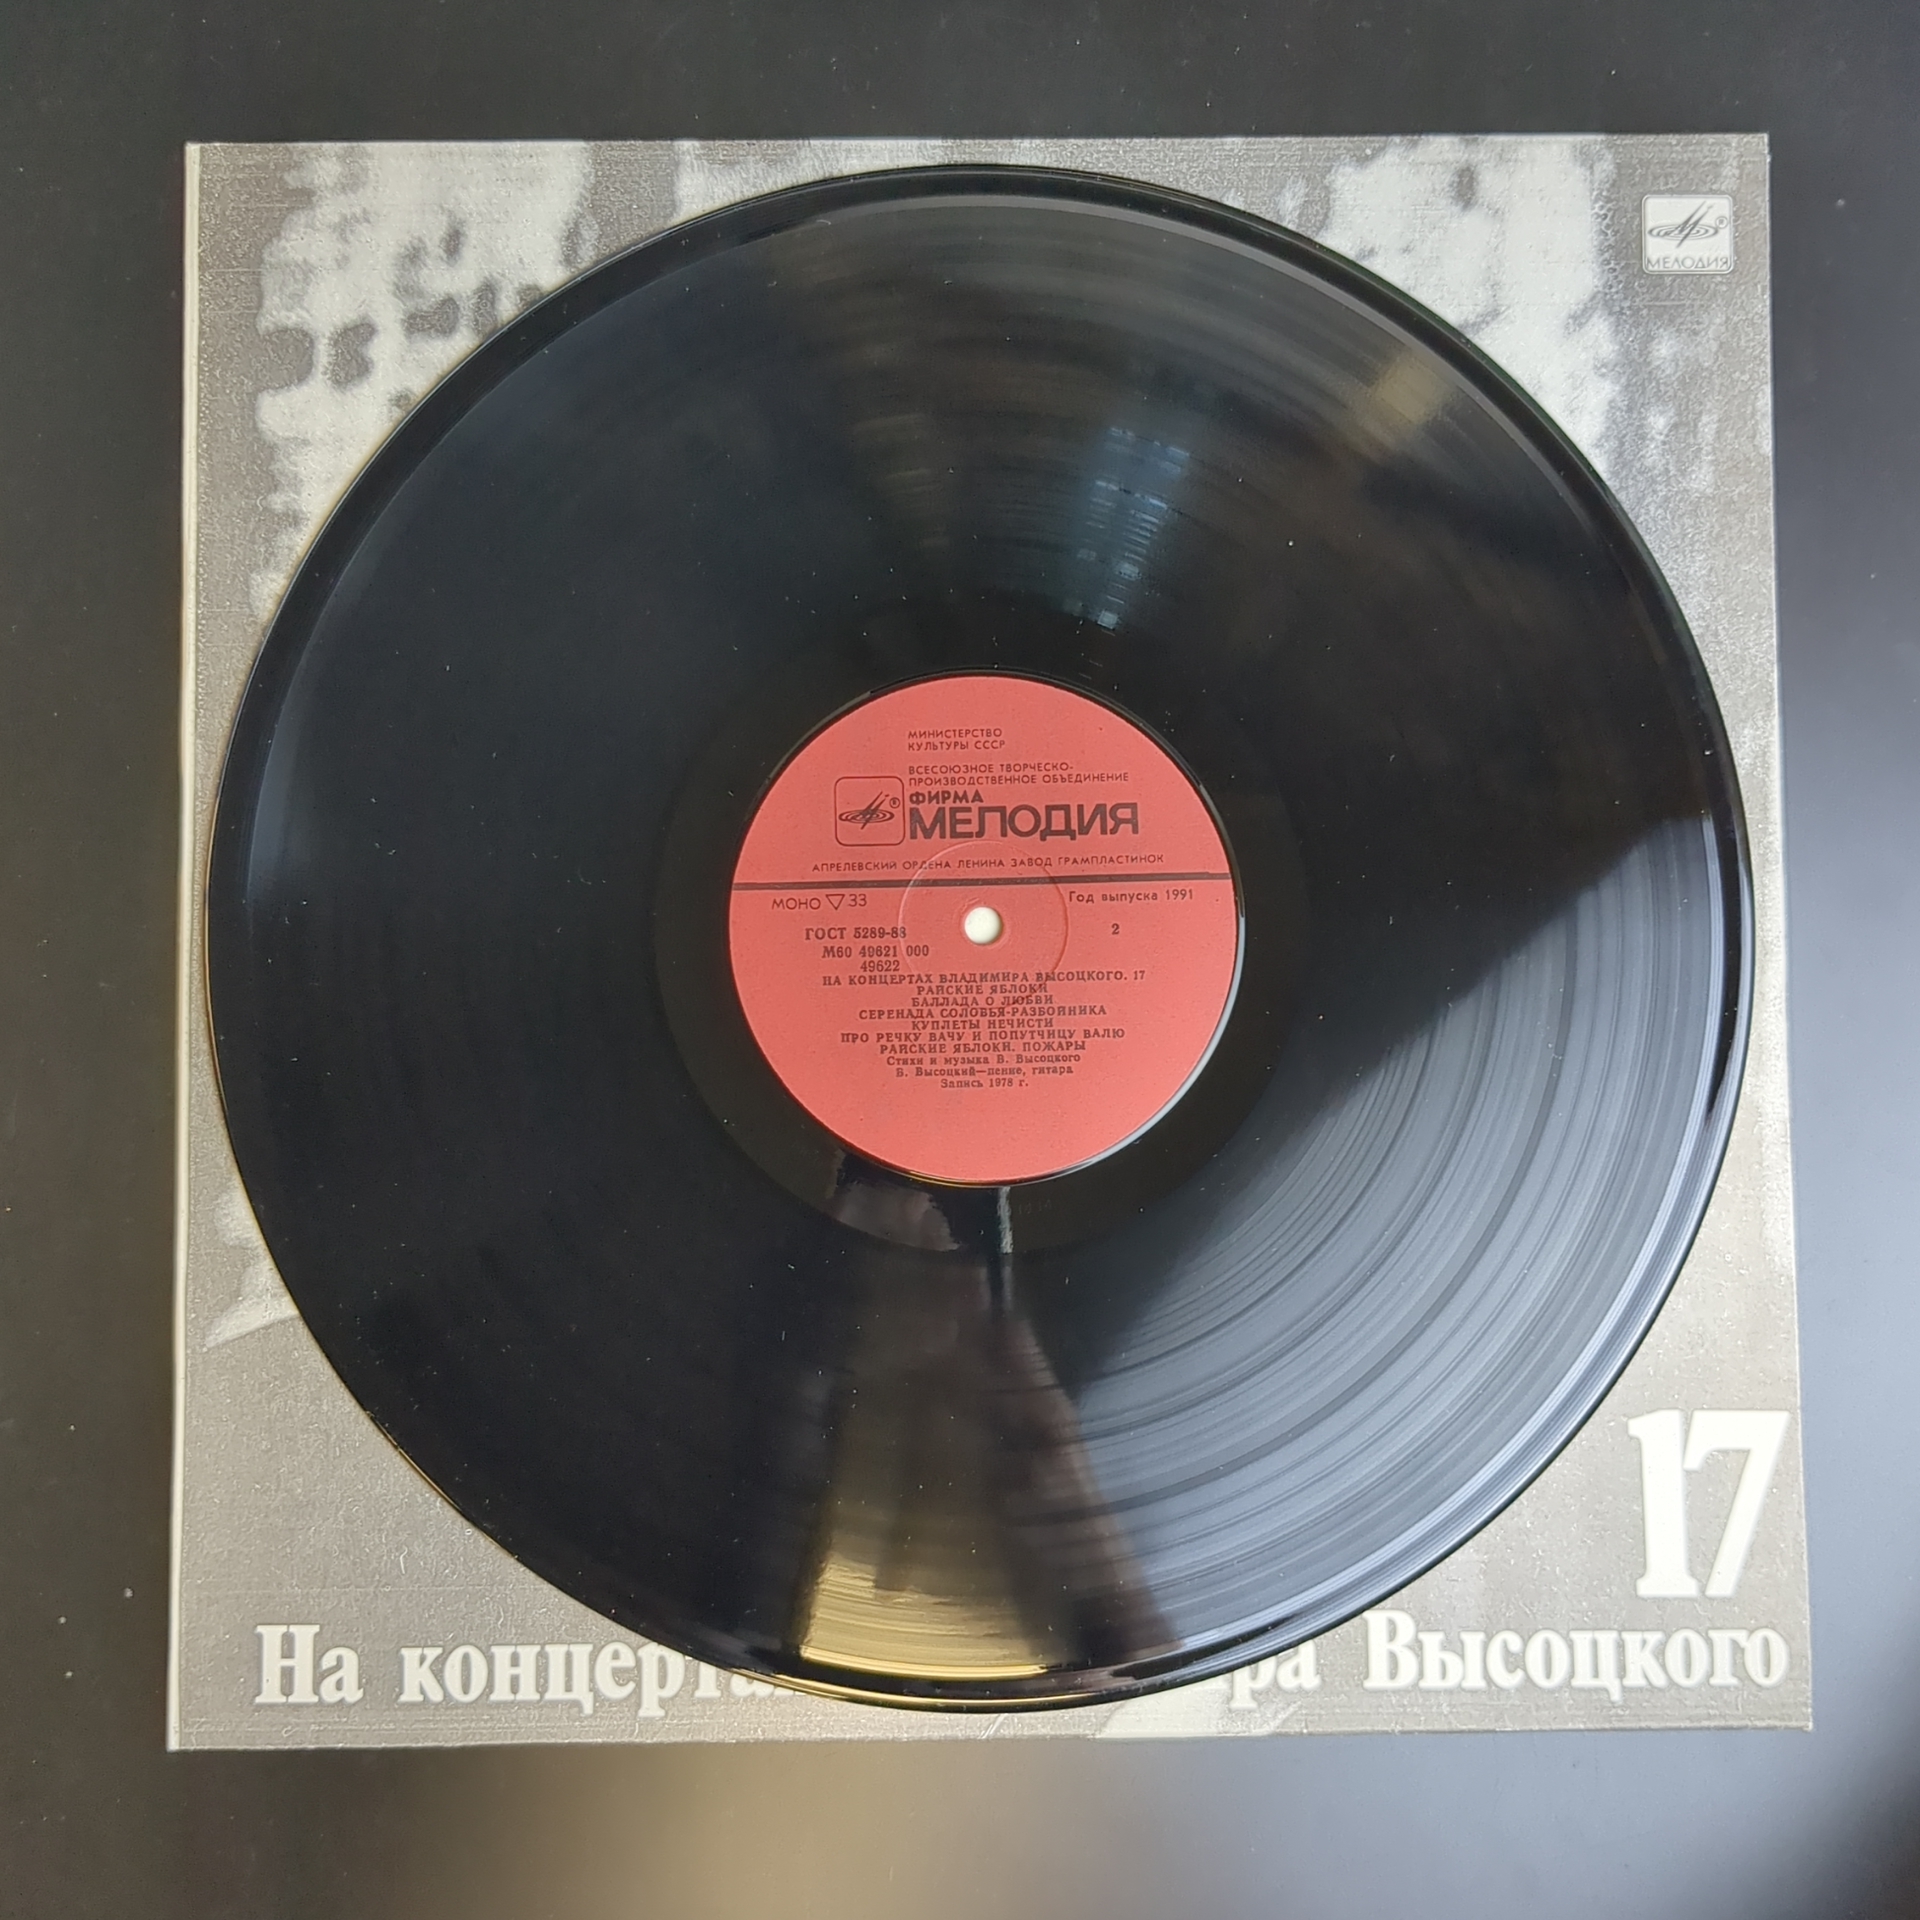 МЕЛОДИЯ
МИНИСТЕРСТВО
КУЛЬТУРЫ СССР
ВСЕСОЮЗНОЕ ТВОРЧЕСКО-
ПРОИЗВОДСТВЕННОЕ ОБЪЕДИНЕНИЕ
ФИРМА
МЕЛОДИЯ
АПРЕЛЕВСКИЙ ОРДЕНА ЛЕНИНА ЗАВОД ГРАМПЛАСТИНОК
МОНО 33 Год выпуска 1991
ГОСТ 5289-88 2
М60 49621 000
49622
НА КОНЦЕРТАХ ВЛАДИМИРА ВЫСОЦКОГО. 17
РАЙСКИЕ ЯБЛОКИ
БАЛЛАДА О ЛЮБВИ
СЕРЕНАДА СОЛОВЬЯ-РАЗБОЙНИКА
КУПЛЕТЫ НЕЧИСТИ
ПРО РЕЧКУ ВАЧУ И ПОПУТЧИЦУ ВАЛЮ
РАЙСКИЕ ЯБЛОКИ. ПОЖАРЫ
Стихи и музыка В. Высоцкого
В. Высоцкий—пение, гитара
Запись 1978 г.
17
На концерта ра Высоцкого